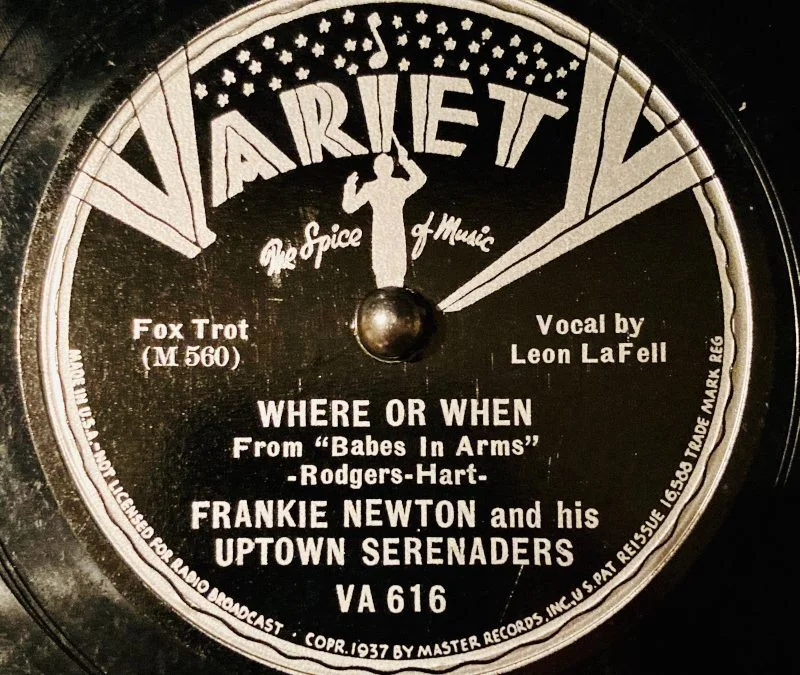 VARIETY
The Spice of Music
Fox Trot
(M 560)
Vocal by
Leon LaFell
WHERE OR WHEN
From “Babes In Arms”
-Rodgers-Hart-
FRANKIE NEWTON and his
UPTOWN SERENADERS
VA 616
MADE IN U.S.A-NOT LICENSED FOR RADIO BROADCAST · COPR. 1937 BY MASTER RECORDS, INC, U.S. PAT REISSUE 16,588 TRADE MARK REG